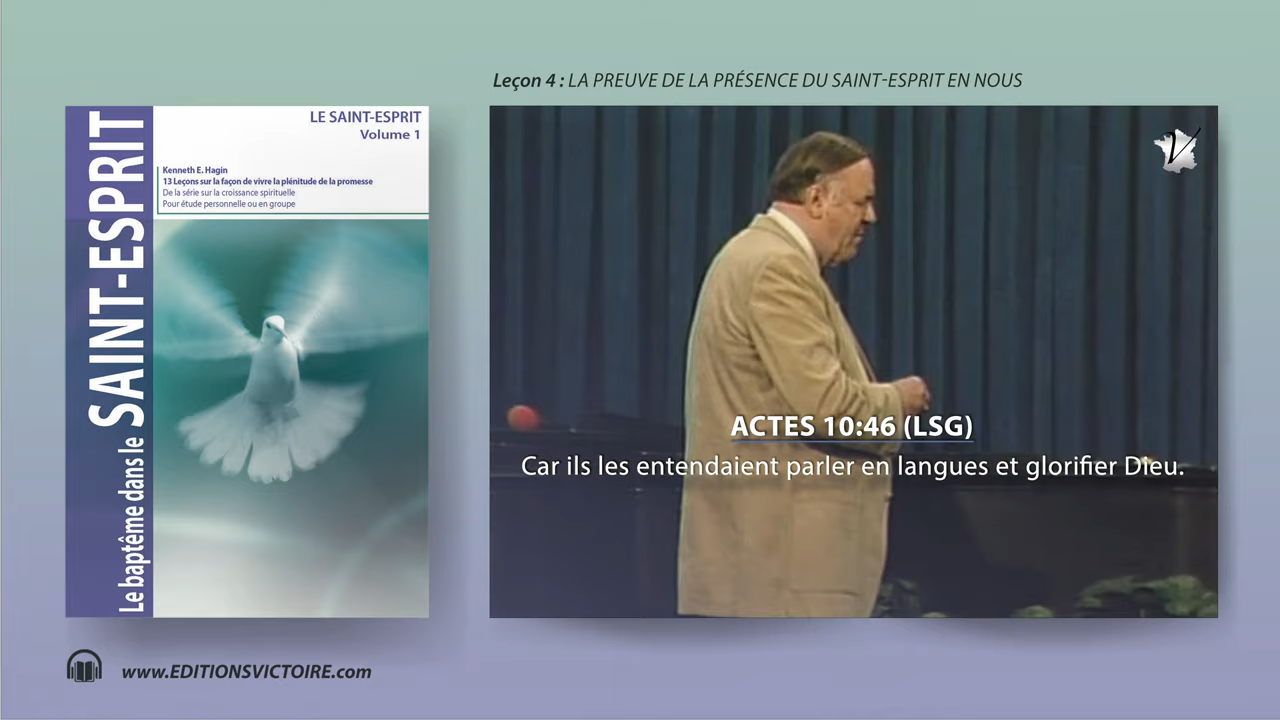 Leçon 4 : LA PREUVE DE LA PRÉSENCE DU SAINT-ESPRIT EN NOUS
Le baptême dans le SAINT-ESPRIT
LE SAINT-ESPRIT
Volume 1
Kenneth E. Hagin
13 Leçons sur la façon de vivre la plénitude de la promesse
De la série sur la croissance spirituelle
Pour étude personnelle ou en groupe
V
ACTES 10:46 (LSG)
Car ils les entendaient parler en langues et glorifier Dieu.
www.EDITIONSVICTOIRE.com